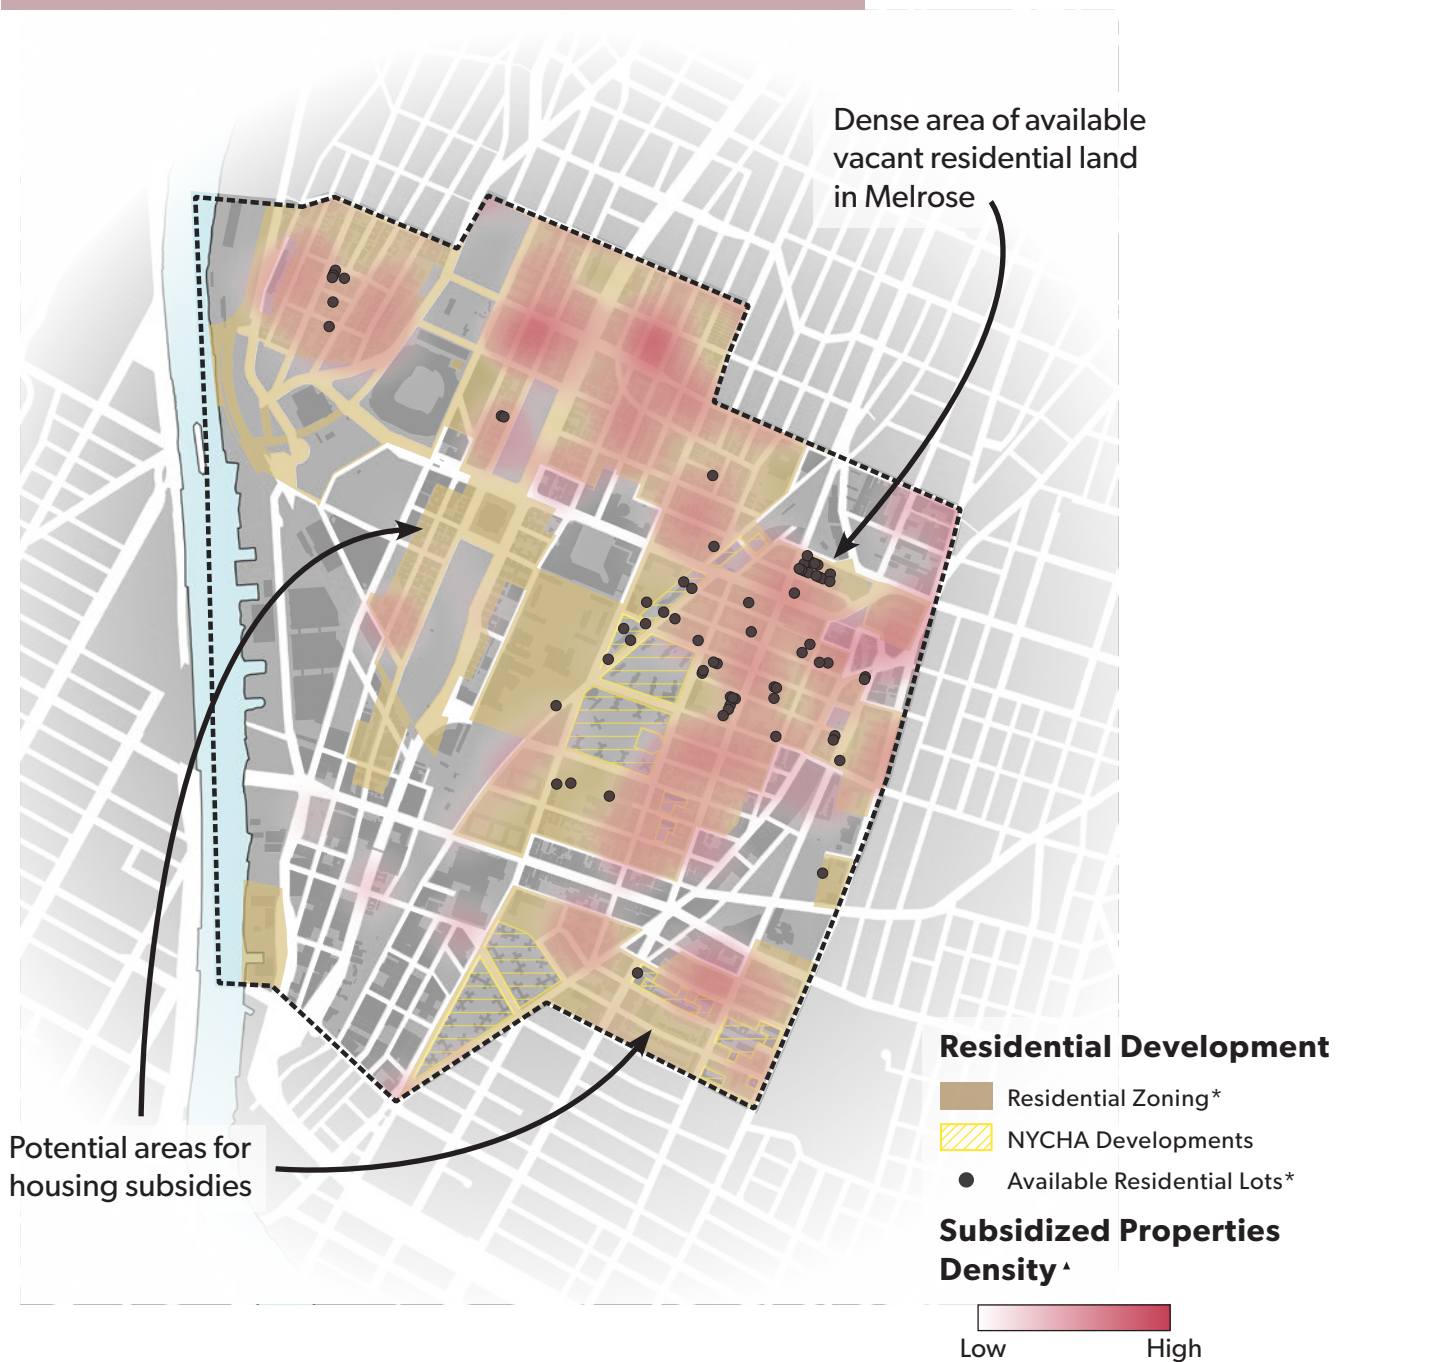 Dense area of available
vacant residential land
in Melrose
Potential areas for
housing subsidies
Residential Development
Residential Zoning*
NYCHA Developments
Available Residential Lots*
Subsidized Properties
Density▲
Low High